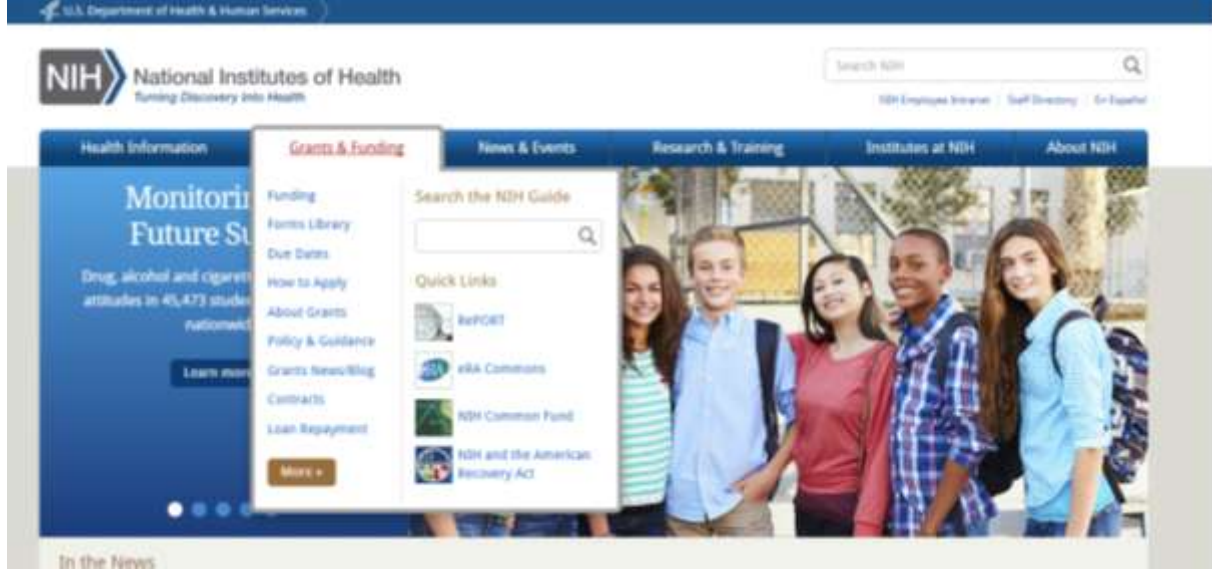 U.S. Department of Health & Human Services
NIH National Institutes of Health
Turning Discovery Into Health
Search NIH
NIH Employee Intranet | Staff Directory | En Español
Health Information
Grants & Funding
News & Events
Research & Training
Institutes at NIH
About NIH
Monitori
Future Su
Drug, alcohol and cigarett
attitudes in 45,473 studen
nationwid
Learn more
Funding
Forms Library
Due Dates
How to Apply
About Grants
Policy & Guidance
Grants News/Blog
Contracts
Loan Repayment
More »
Search the NIH Guide
Quick Links
RePORT
eRA Commons
NIH Common Fund
NIH and the American
Recovery Act
In the News